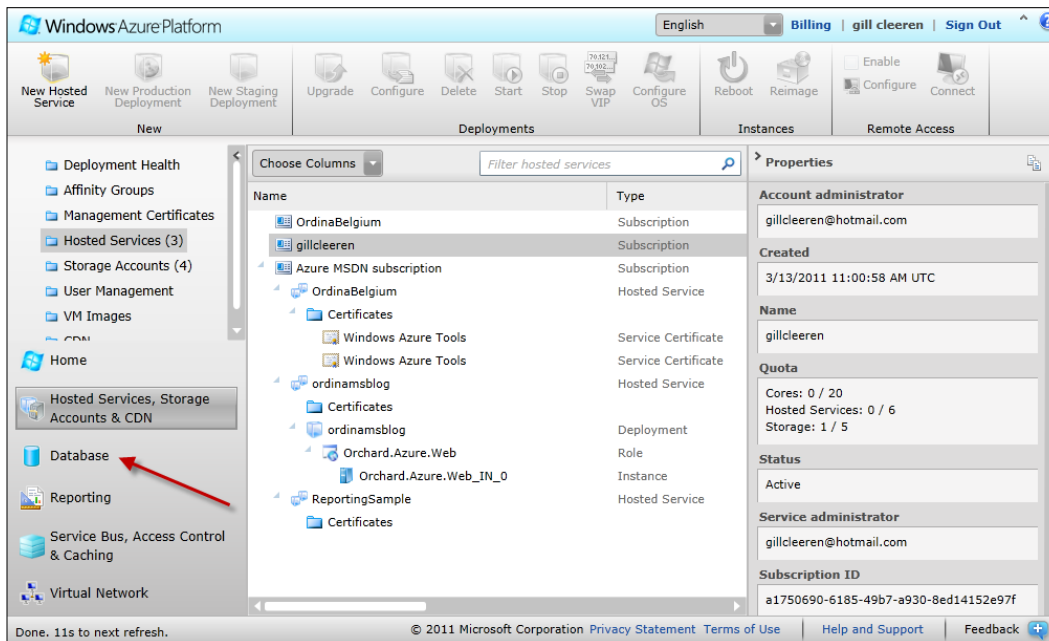 Windows Azure Platform
English
Billing | gill cleeren | Sign Out
New Hosted Service
New Production Deployment
New Staging Deployment
New
Upgrade
Configure
Delete
Start
Stop
Swap VIP
Configure OS
Deployments
Reboot
Reimage
Instances
Enable
Configure
Connect
Remote Access
Deployment Health
Affinity Groups
Management Certificates
Hosted Services (3)
Storage Accounts (4)
User Management
VM Images
CDN
Home
Hosted Services, Storage
Accounts & CDN
Database
Reporting
Service Bus, Access Control
& Caching
Virtual Network
Choose Columns
Filter hosted services
Name Type
OrdinaBelgium Subscription
gillcleeren Subscription
Azure MSDN subscription Subscription
OrdinaBelgium Hosted Service
Certificates
Windows Azure Tools Service Certificate
Windows Azure Tools Service Certificate
ordinamsblog Hosted Service
Certificates
ordinamsblog Deployment
Orchard.Azure.Web Role
Orchard.Azure.Web_IN_0 Instance
ReportingSample Hosted Service
Certificates
Properties
Account administrator
gillcleeren@hotmail.com
Created
3/13/2011 11:00:58 AM UTC
Name
gillcleeren
Quota
Cores: 0 / 20
Hosted Services: 0 / 6
Storage: 1 / 5
Status
Active
Service administrator
gillcleeren@hotmail.com
Subscription ID
a1750690-6185-49b7-a930-8ed14152e97f
Done. 11s to next refresh.
© 2011 Microsoft Corporation Privacy Statement Terms of Use | Help and Support | Feedback